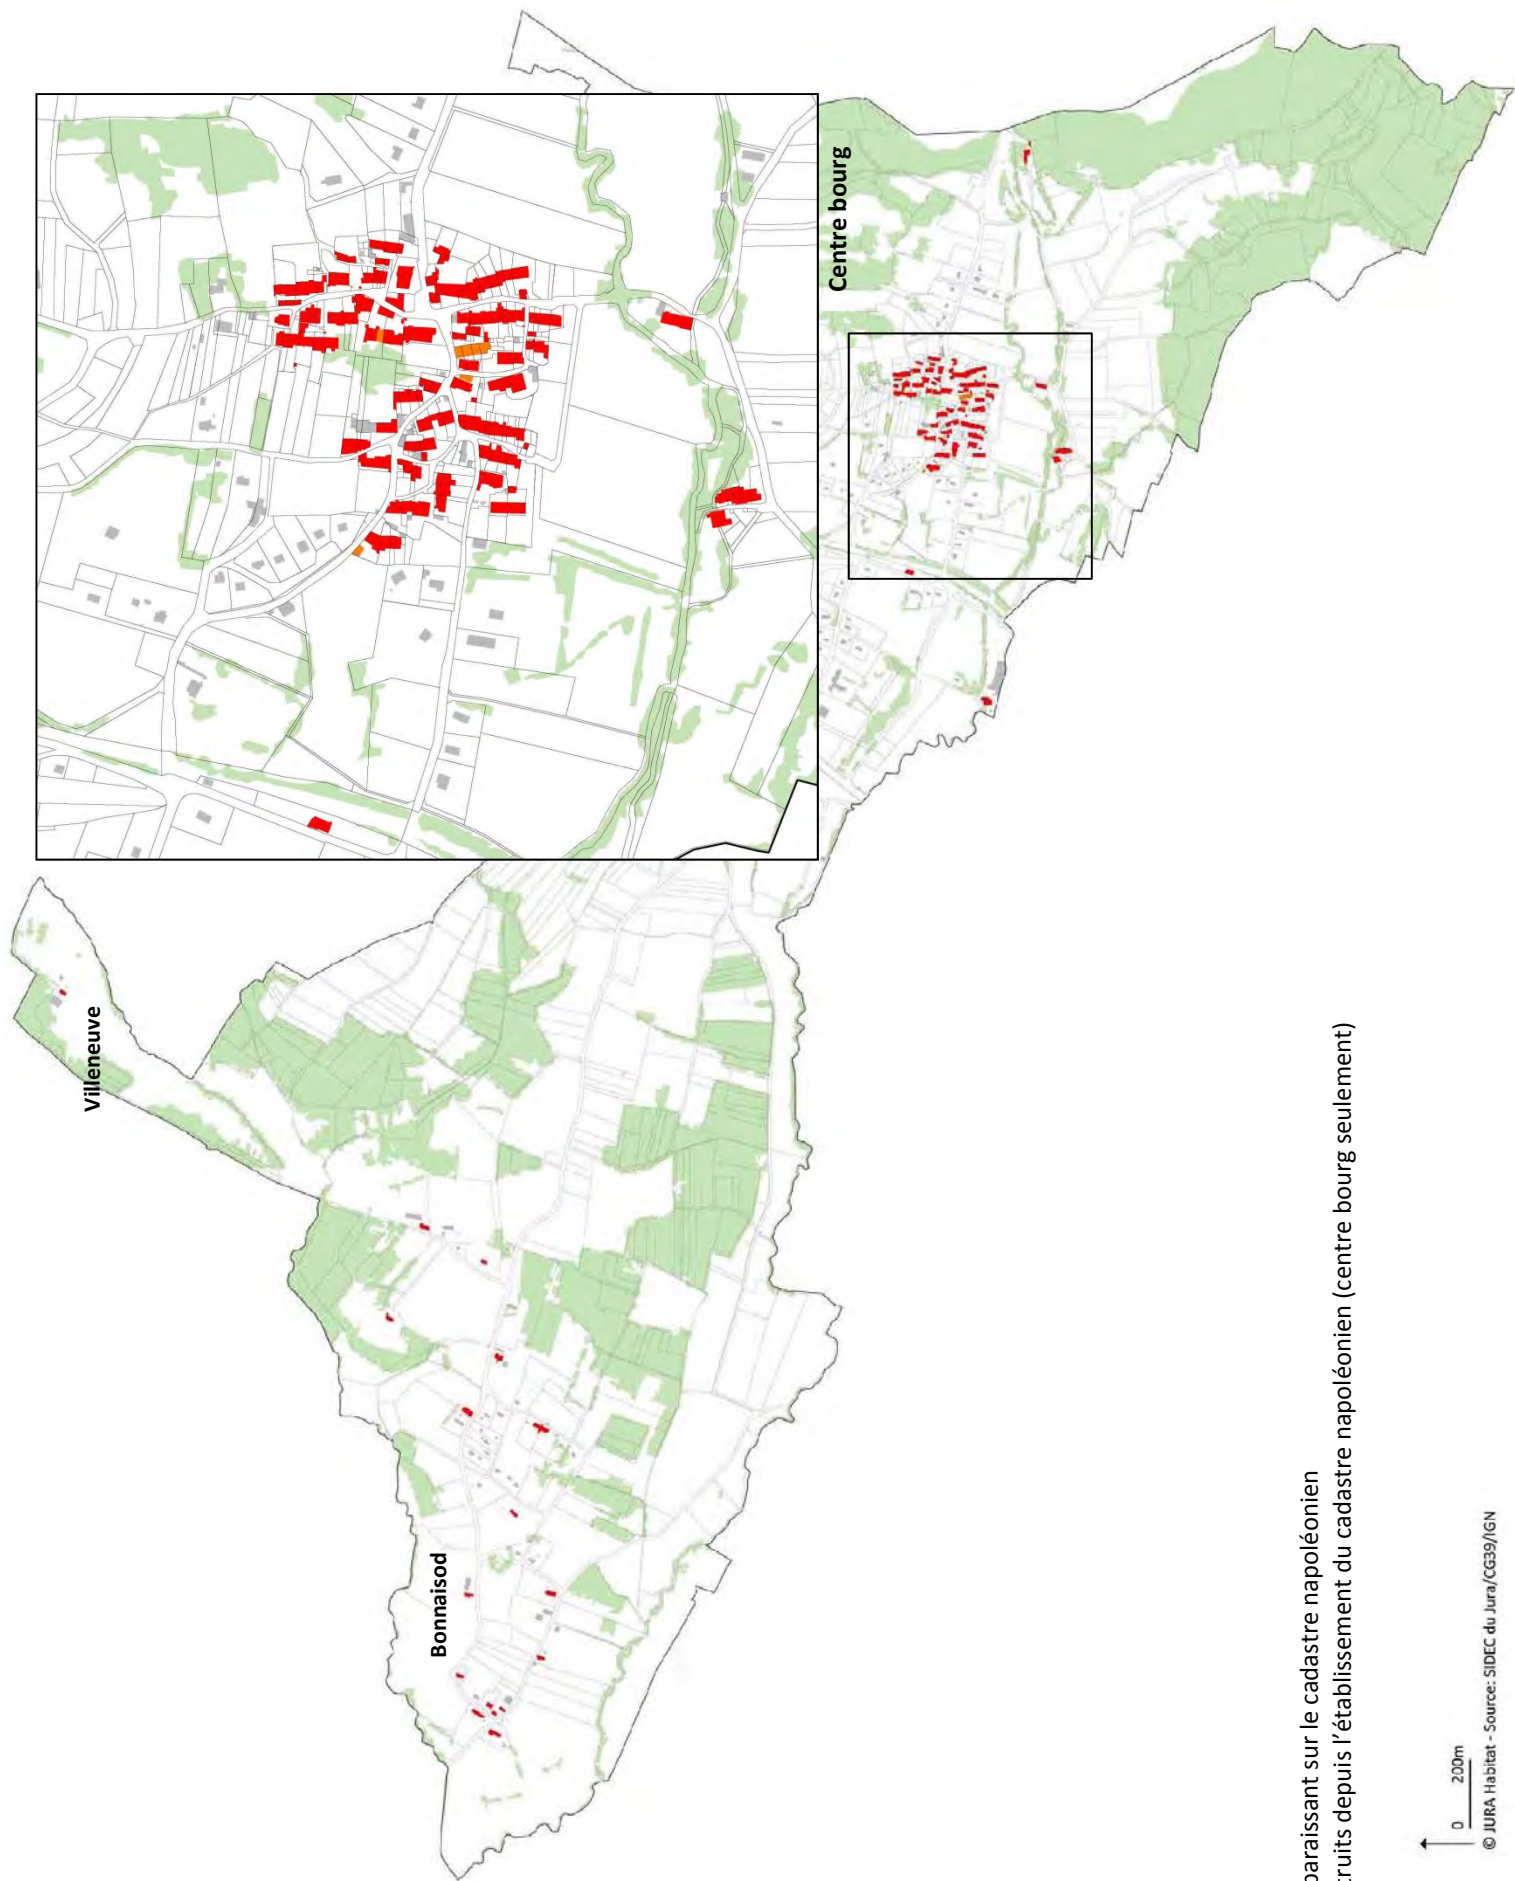 Centre bourg
Villeneuve
Bonnaisod
paraissant sur le cadastre napoléonien
truits depuis l'établissement du cadastre napoléonien (centre bourg seulement)
0 200m
© JURA Habitat - Source: SIDEC du Jura/CG39/IGN